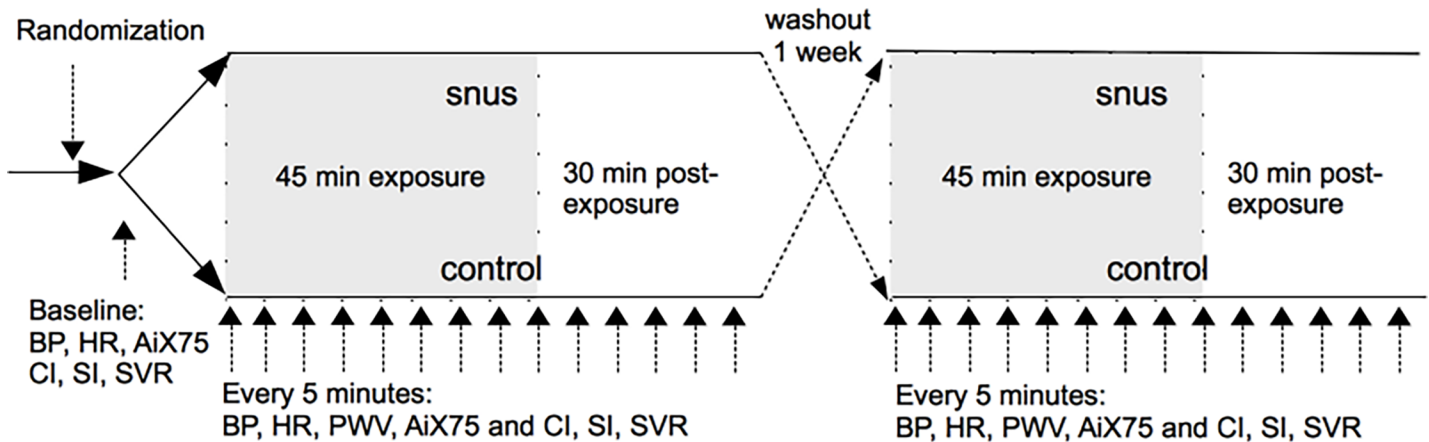 Randomization
washout
1 week
snus
snus
45 min exposure
30 min post-
exposure
45 min exposure
30 min post-
exposure
control
control
Baseline:
BP, HR, AiX75
CI, SI, SVR
Every 5 minutes:
BP, HR, PWV, AiX75 and CI, SI, SVR
Every 5 minutes:
BP, HR, PWV, AiX75 and CI, SI, SVR